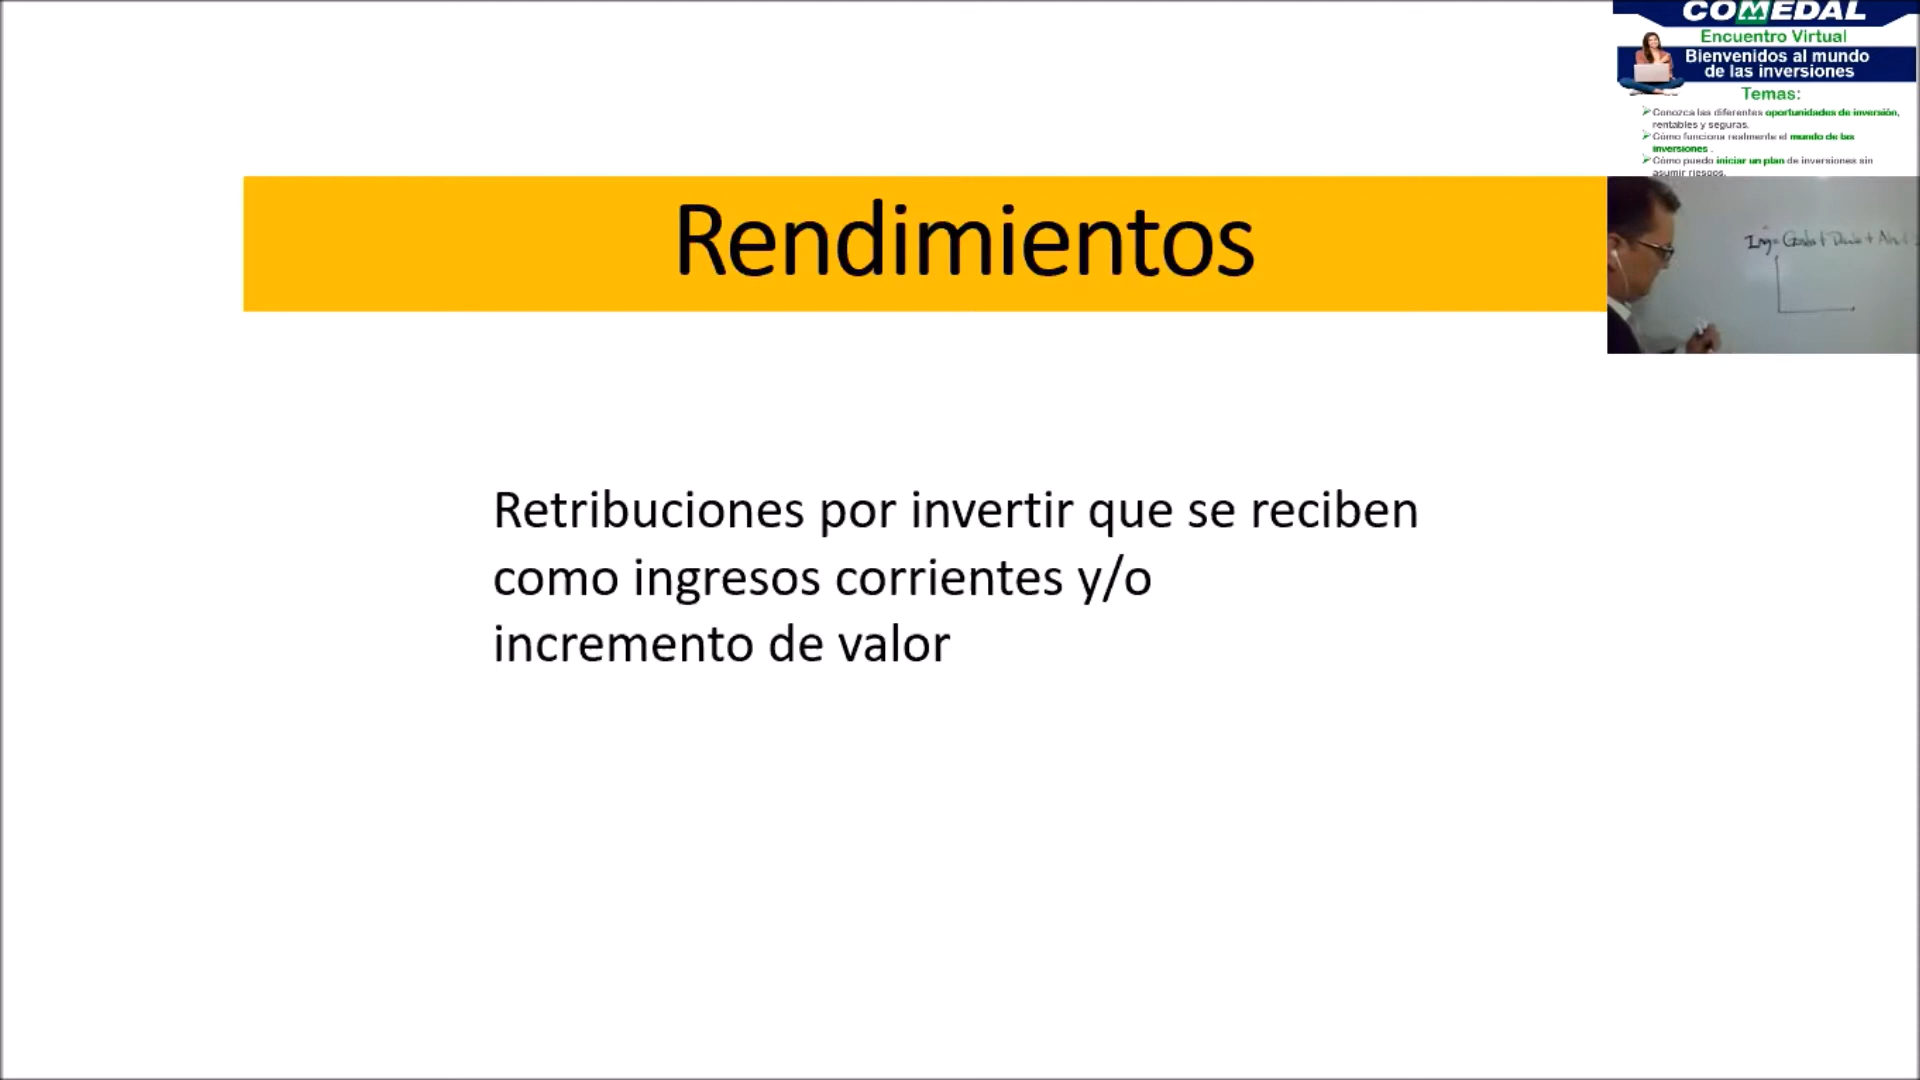 COMEDAL
Encuentro Virtual
Bienvenidos al mundo
de las inversiones
Temas:
Conozca las diferentes oportunidades de inversión,
rentables y seguras.
Cómo funciona realmente el mundo de las
inversiones .
Cómo puedo iniciar un plan de inversiones sin
asumir riesgos.
Rendimientos
Retribuciones por invertir que se reciben
como ingresos corrientes y/o
incremento de valor